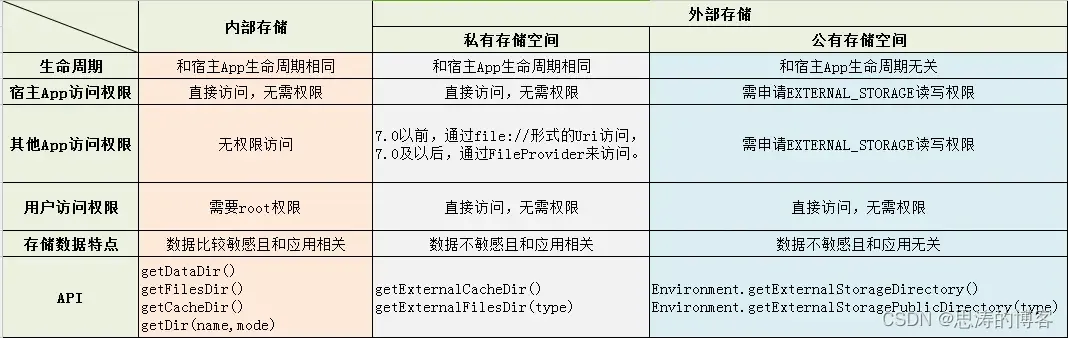 内部存储
外部存储
私有存储空间
公有存储空间
生命周期
和宿主App生命周期相同
和宿主App生命周期相同
和宿主App生命周期无关
宿主App访问权限
直接访问，无需权限
直接访问，无需权限
需申请EXTERNAL_STORAGE读写权限
其他App访问权限
无权限访问
7.0以前，通过file://形式的Uri访问，
7.0及以后，通过FileProvider来访问。
需申请EXTERNAL_STORAGE读写权限
用户访问权限
需要root权限
直接访问，无需权限
直接访问，无需权限
存储数据特点
数据比较敏感且和应用相关
数据不敏感且和应用相关
数据不敏感且和应用无关
API
getDataDir()
getFilesDir()
getCacheDir()
getDir(name,mode)
getExternalCacheDir()
getExternalFilesDir(type)
Environment.getExternalStorageDirectory()
Environment.getExternalStoragePublicDirectory(type)
CSDN @思涛的博客